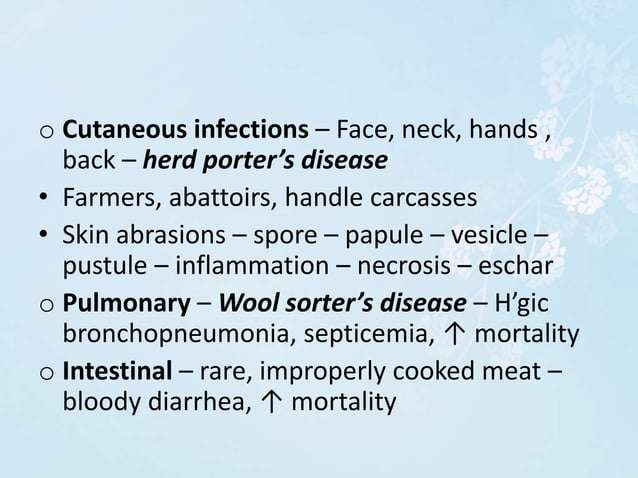 o Cutaneous infections – Face, neck, hands ,
back – herd porter’s disease
• Farmers, abattoirs, handle carcasses
• Skin abrasions – spore – papule – vesicle –
pustule – inflammation – necrosis – eschar
o Pulmonary – Wool sorter’s disease – H’gic
bronchopneumonia, septicemia, ↑ mortality
o Intestinal – rare, improperly cooked meat –
bloody diarrhea, ↑ mortality